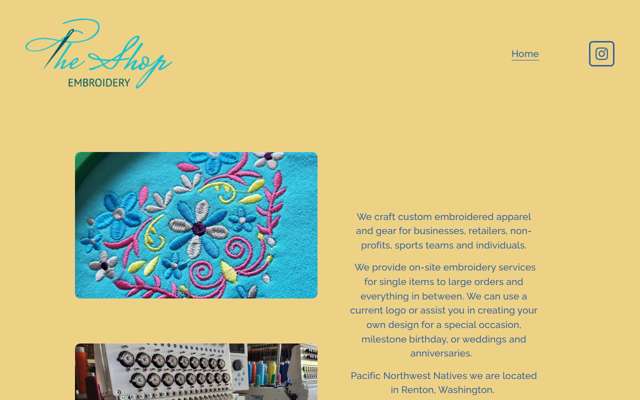 The Shop
EMBROIDERY
Home
We craft custom embroidered apparel
and gear for businesses, retailers, non-
profits, sports teams and individuals.
We provide on-site embroidery services
for single items to large orders and
everything in between. We can use a
current logo or assist you in creating your
own design for a special occasion,
milestone birthday, or weddings and
anniversaries.
Pacific Northwest Natives we are located
in Renton, Washington.